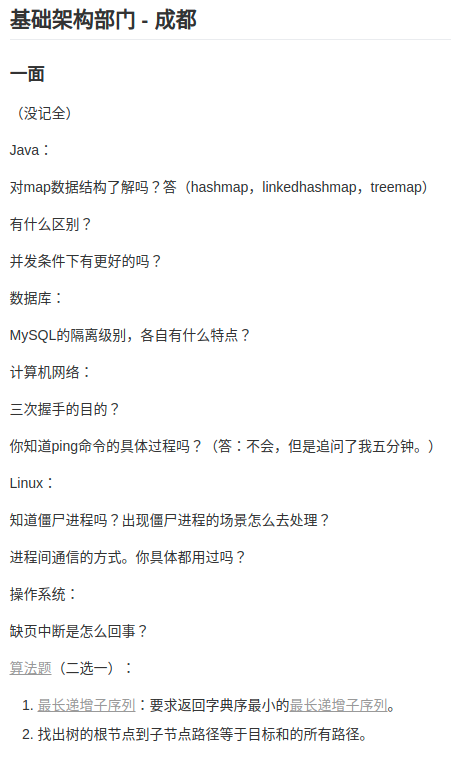 基础架构部门 - 成都
一面
（没记全）
Java：
对map数据结构了解吗？答（hashmap，linkedhashmap，treemap）
有什么区别？
并发条件下有更好的吗？
数据库：
MySQL的隔离级别，各自有什么特点？
计算机网络：
三次握手的目的？
你知道ping命令的具体过程吗？（答：不会，但是追问了我五分钟。）
Linux：
知道僵尸进程吗？出现僵尸进程的场景怎么去处理？
进程间通信的方式。你具体都用过吗？
操作系统：
缺页中断是怎么回事？
算法题（二选一）：
1. 最长递增子序列：要求返回字典序最小的最长递增子序列。
2. 找出树的根节点到子节点路径等于目标和的所有路径。